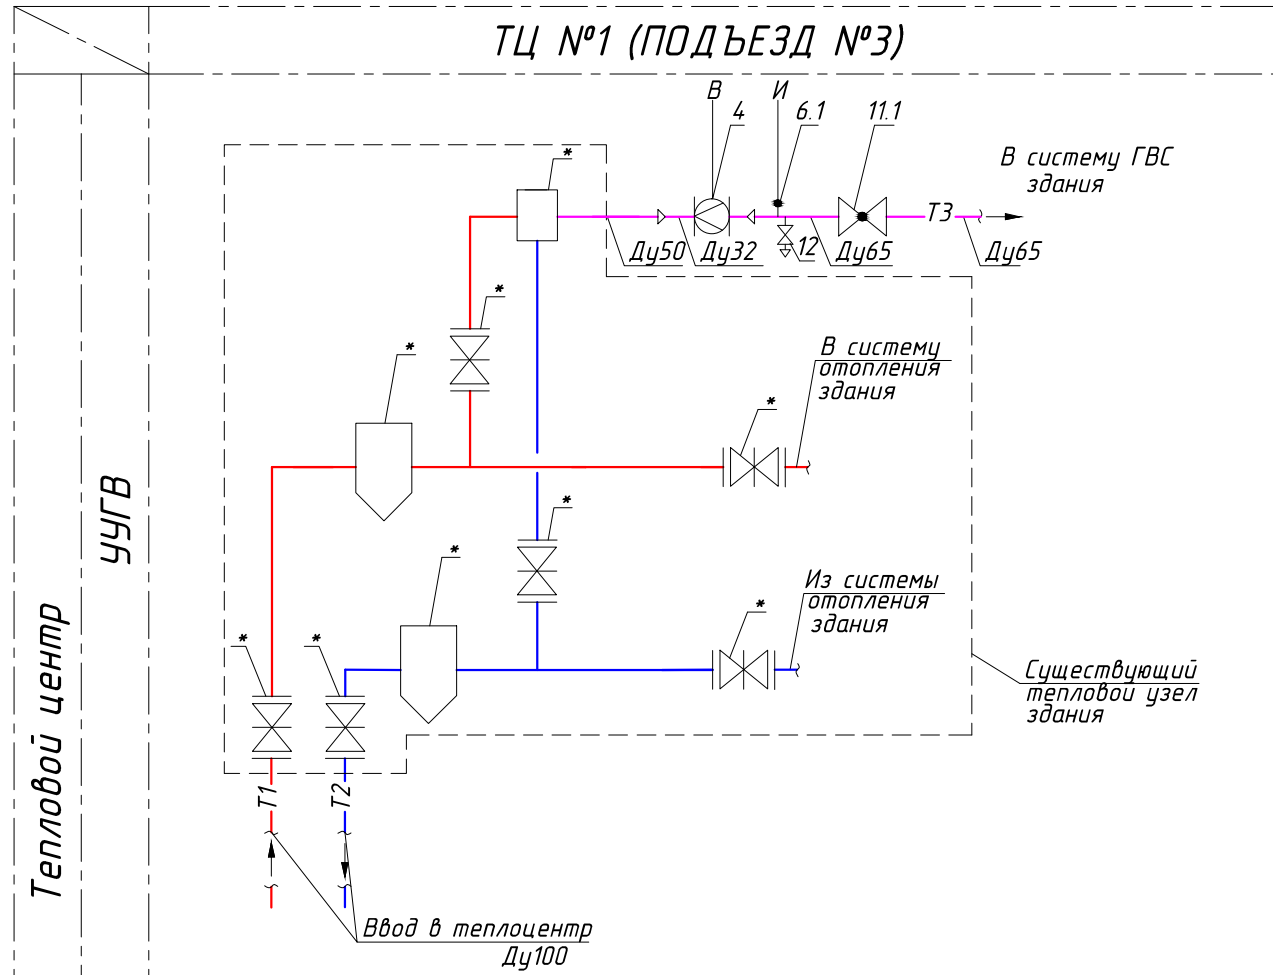 ТЦ №1 (ПОДЪЕЗД №3)
В
И
4
6.1
11.1
*
В систему ГВС
здания
Т3
Ду50
Ду32
12
Ду65
Ду65
*
*
В систему
отопления
здания
*
УУГВ
*
*
Из системы
отопления
здания
*
*
*
Существующий
тепловой узел
здания
Тепловой центр
Т1
Т2
Ввод в теплоцентр
Ду100